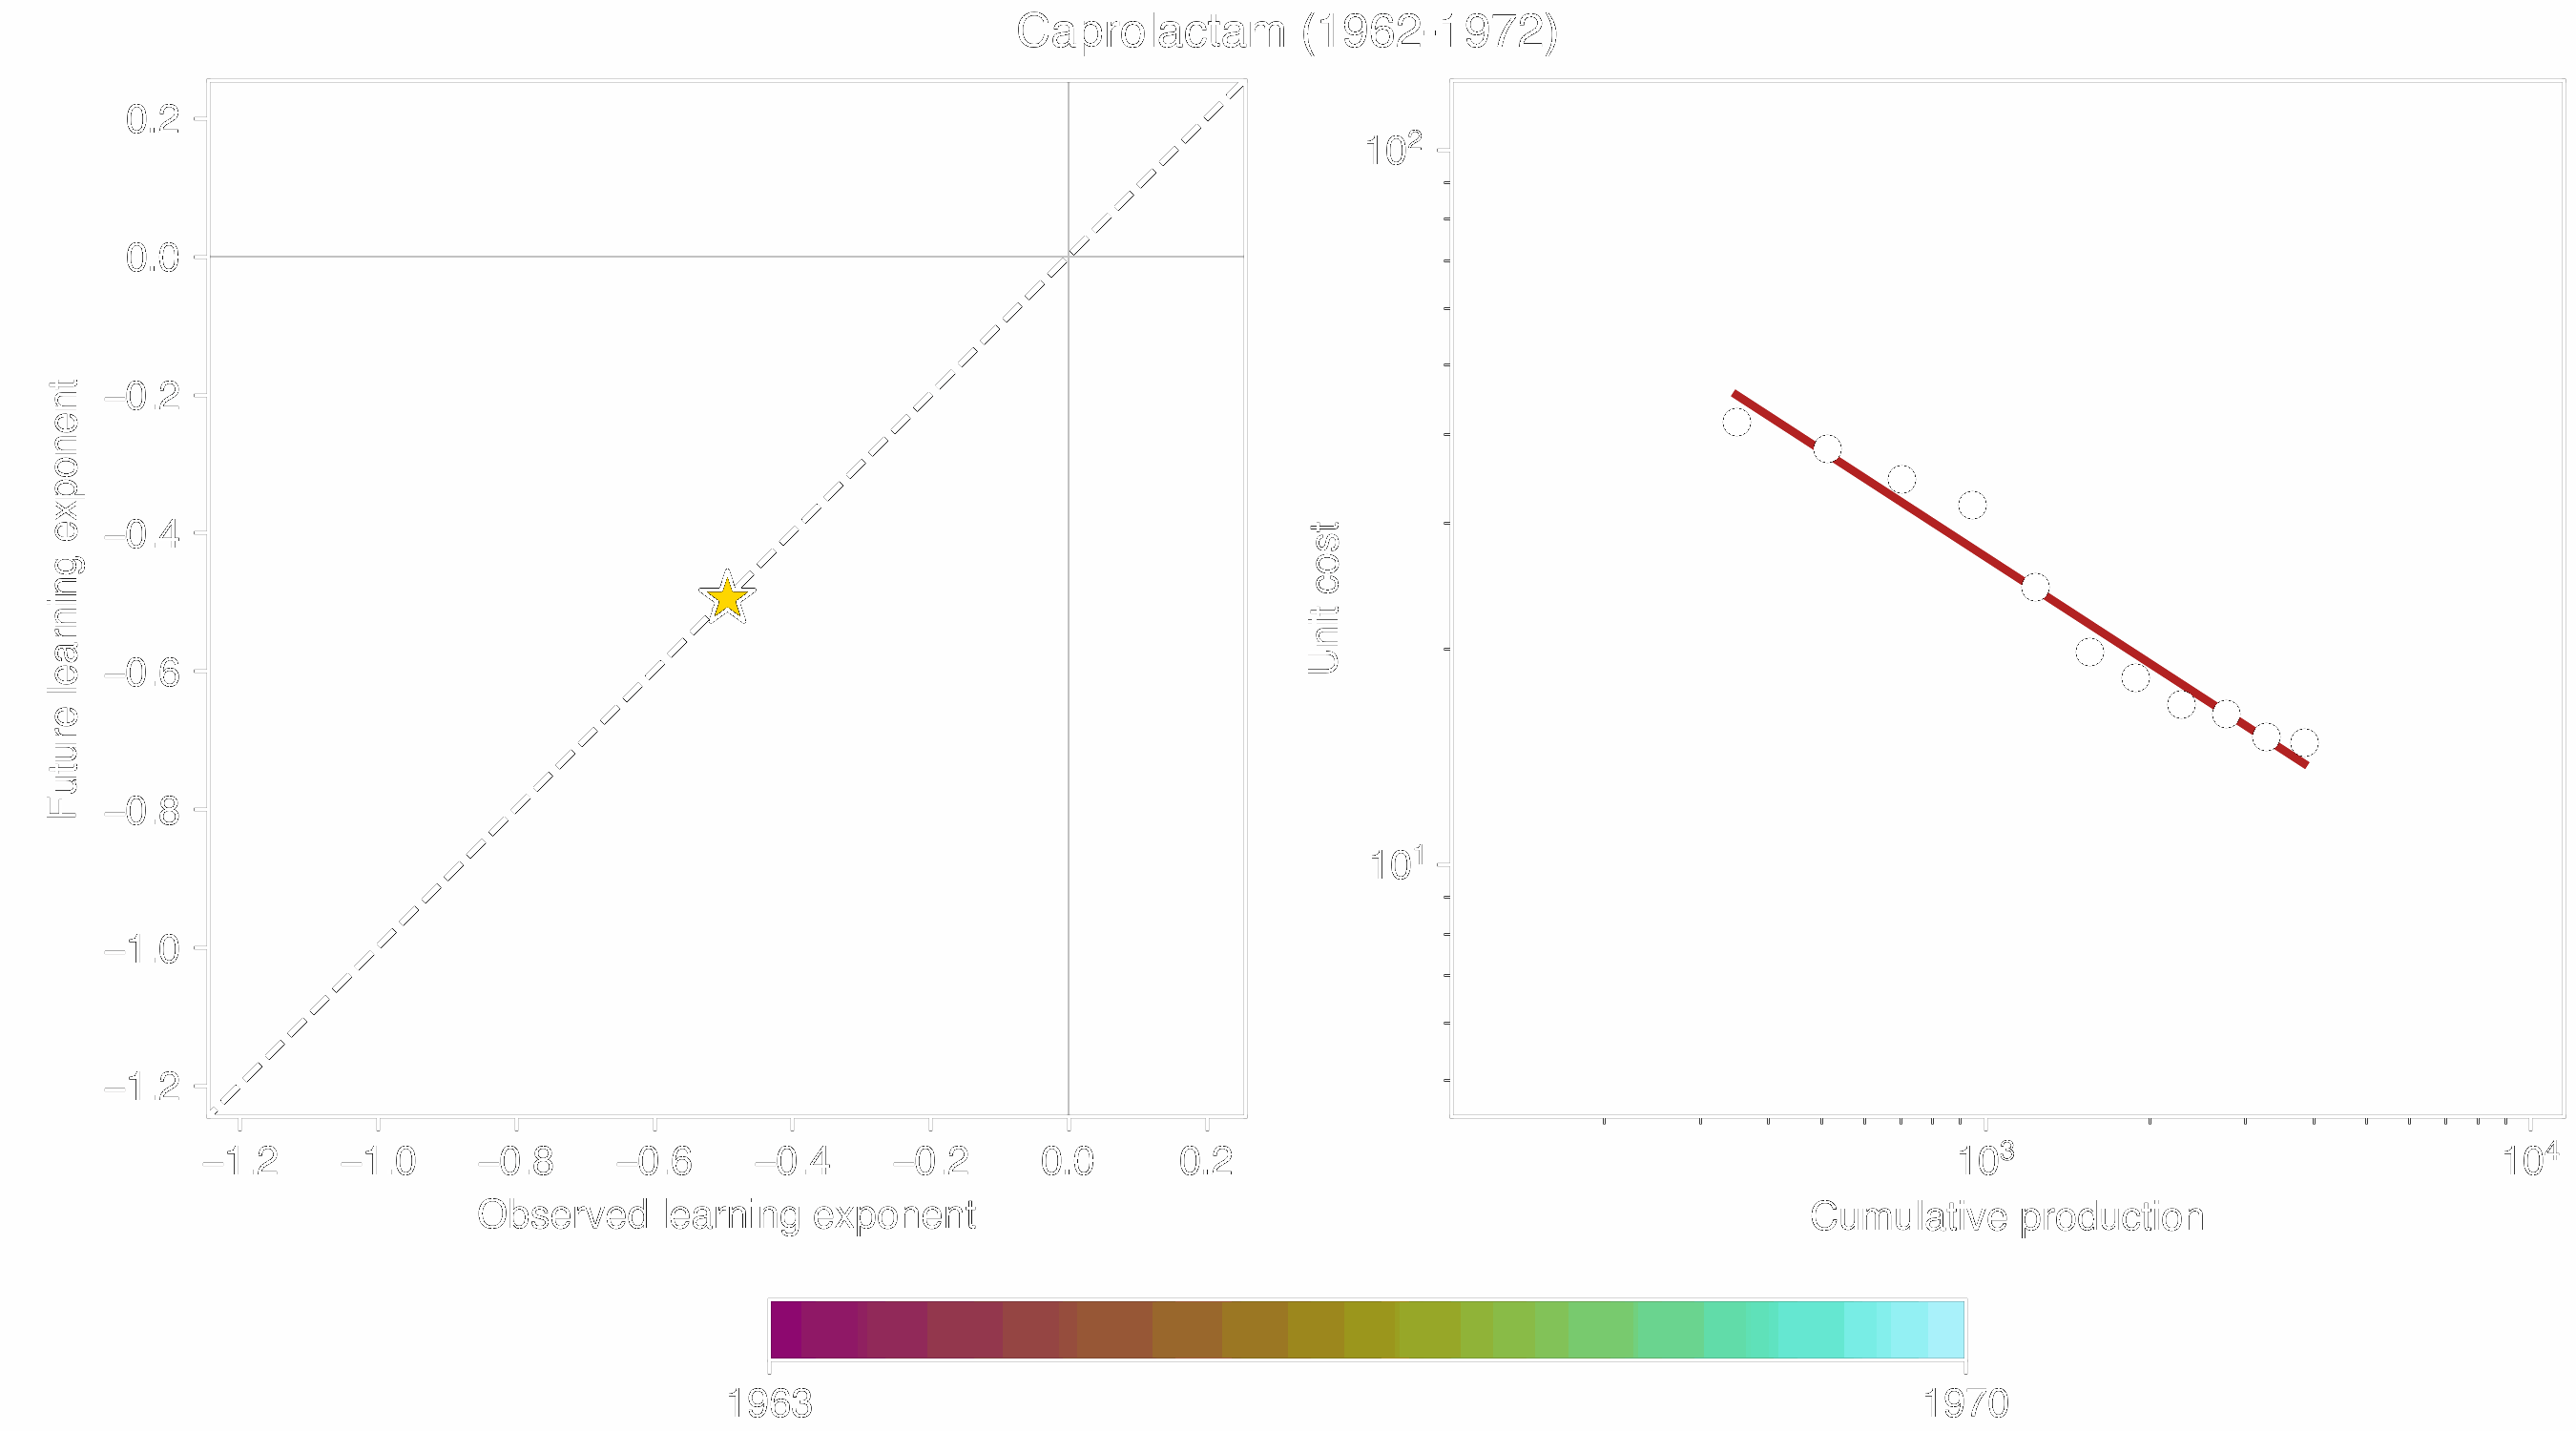 Caprolactam (1962-1972)
Future learning exponent
0.2
0.0
−0.2
−0.4
−0.6
−0.8
−1.0
−1.2
−1.2 −1.0 −0.8 −0.6 −0.4 −0.2 0.0 0.2
Observed learning exponent
Unit cost
10²
10¹
10³ 10⁴
Cumulative production
1963 1970